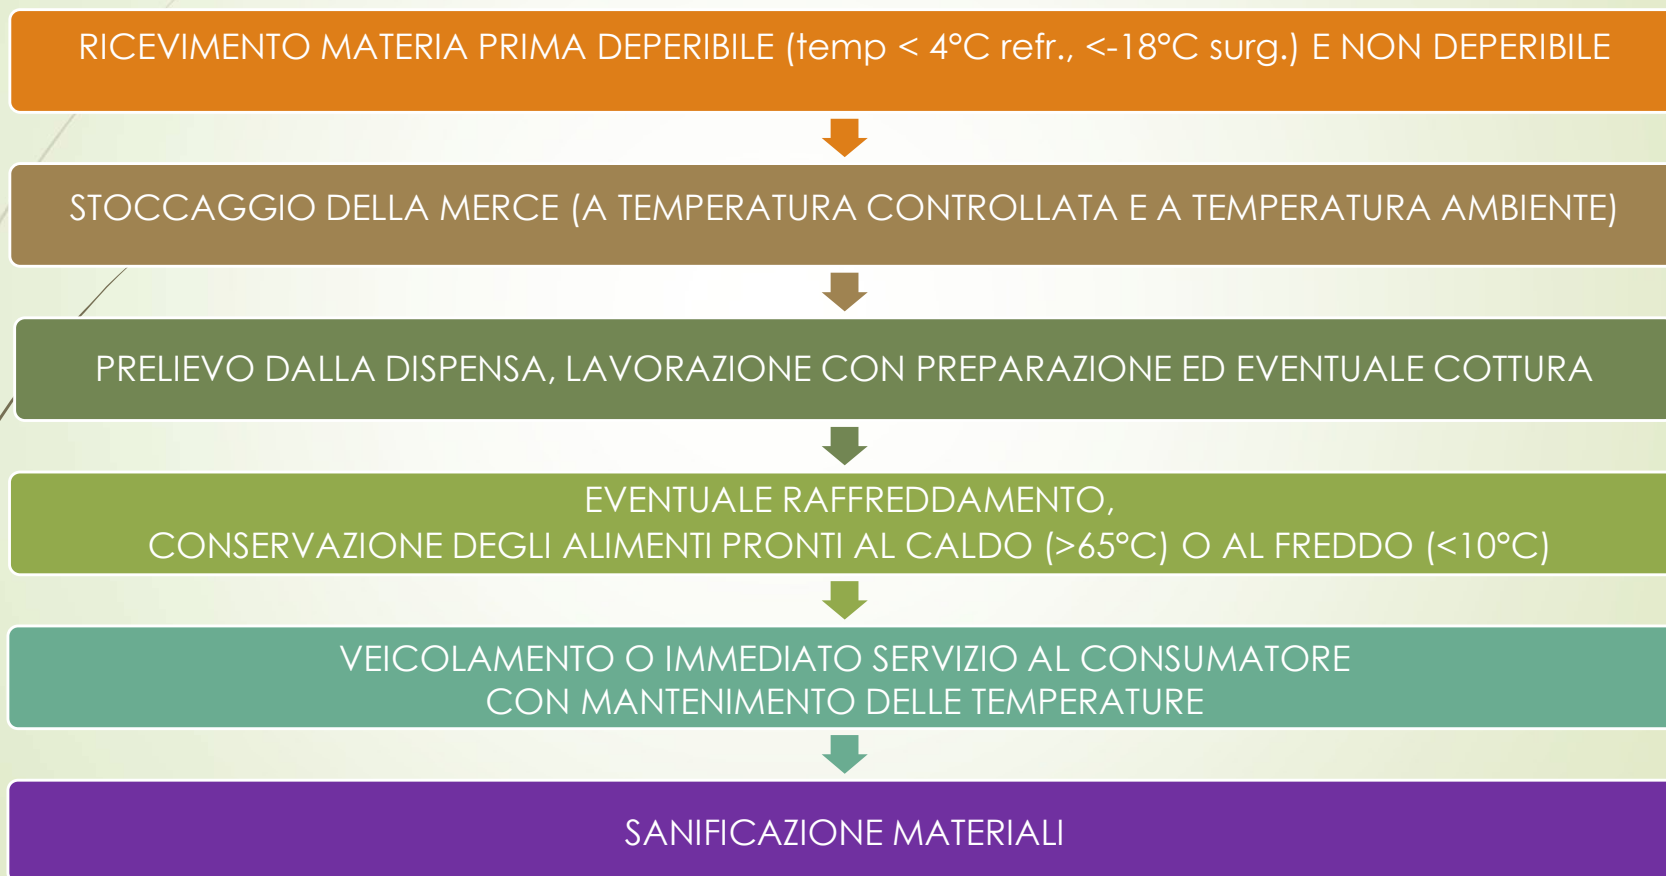 RICEVIMENTO MATERIA PRIMA DEPERIBILE (temp < 4°C refr., <-18°C surg.) E NON DEPERIBILE
STOCCAGGIO DELLA MERCE (A TEMPERATURA CONTROLLATA E A TEMPERATURA AMBIENTE)
PRELIEVO DALLA DISPENSA, LAVORAZIONE CON PREPARAZIONE ED EVENTUALE COTTURA
EVENTUALE RAFFREDDAMENTO,
CONSERVAZIONE DEGLI ALIMENTI PRONTI AL CALDO (>65°C) O AL FREDDO (<10°C)
VEICOLAMENTO O IMMEDIATO SERVIZIO AL CONSUMATORE
CON MANTENIMENTO DELLE TEMPERATURE
SANIFICAZIONE MATERIALI